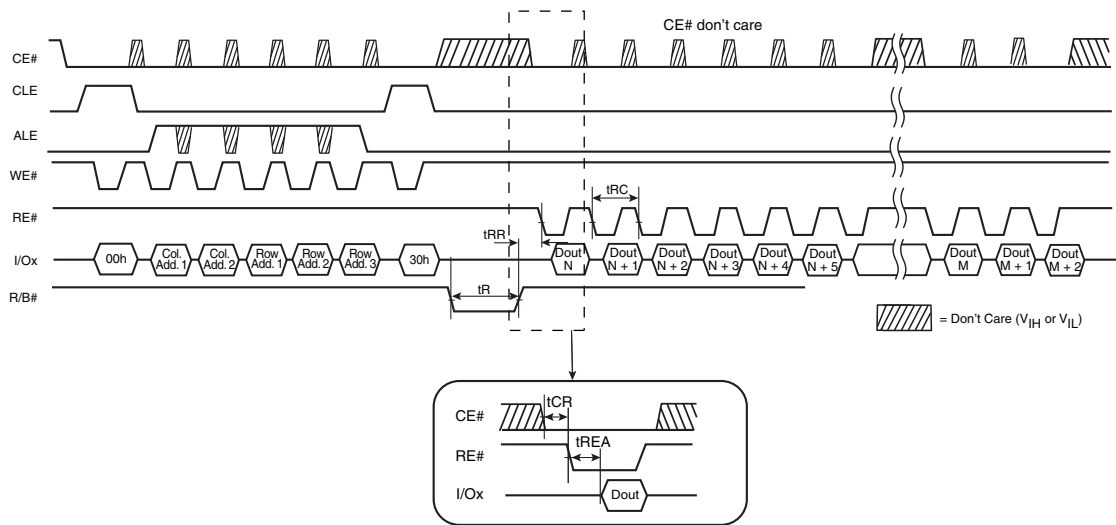 CE# don't care
CE#
CLE
ALE
WE#
tRC
RE#
tRR
I/Ox
00h
Col. Add. 1
Col. Add. 2
Row Add. 1
Row Add. 2
Row Add. 3
30h
Dout N
Dout N + 1
Dout N + 2
Dout N + 3
Dout N + 4
Dout N + 5
Dout M
Dout M + 1
Dout M + 2
tR
R/B#
= Don't Care (VIH or VIL)
tCR
CE#
tREA
RE#
I/Ox
Dout